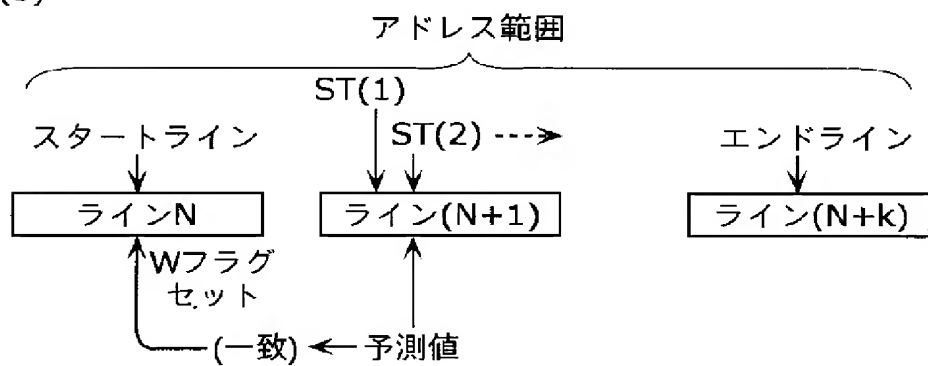 アドレス範囲
ST(1)
スタートライン
ST(2)
エンドライン
ラインN
ライン(N+1)
ライン(N+k)
Wフラグ
セット
(一致)
予測値